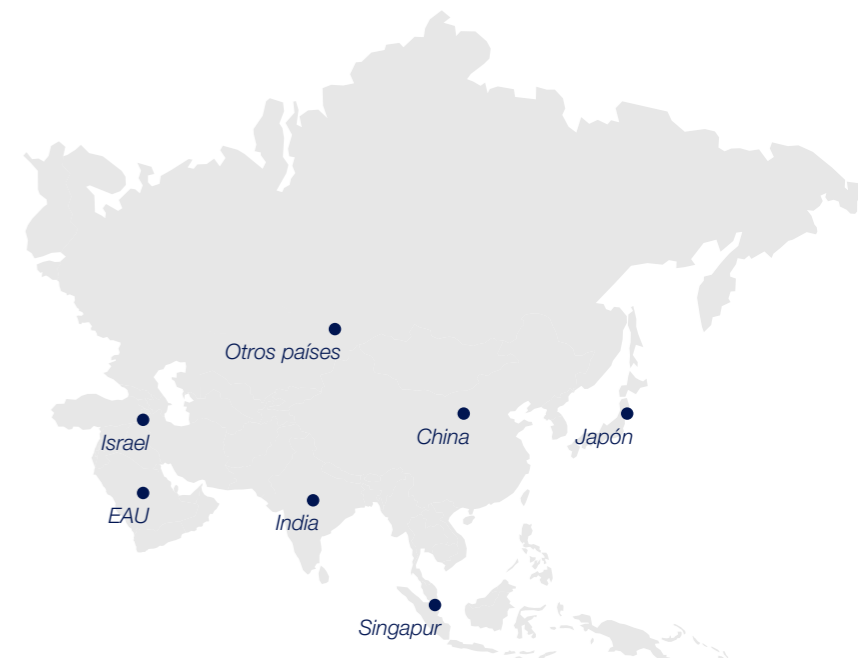 Otros países
China
Japón
Israel
EAU
India
Singapur